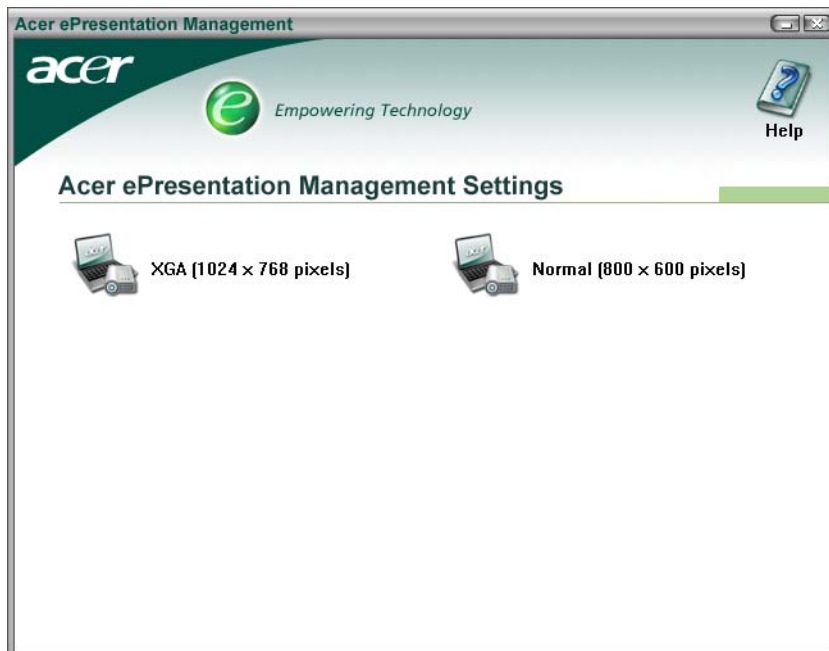 Acer ePresentation Management
acer
e Empowering Technology
Help
Acer ePresentation Management Settings
XGA (1024 x 768 pixels)
Normal (800 x 600 pixels)